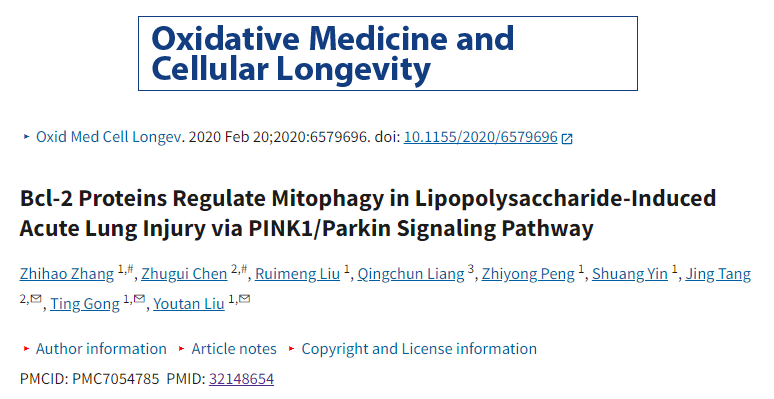 Oxidative Medicine and
Cellular Longevity
▸ Oxid Med Cell Longev. 2020 Feb 20;2020:6579696. doi: 10.1155/2020/6579696
Bcl-2 Proteins Regulate Mitophagy in Lipopolysaccharide-Induced
Acute Lung Injury via PINK1/Parkin Signaling Pathway
Zhihao Zhang 1,#, Zhugui Chen 2,#, Ruimeng Liu 1, Qingchun Liang 3, Zhiyong Peng 1, Shuang Yin 1, Jing Tang
2,✉, Ting Gong 1,✉, Youtan Liu 1,✉
▸ Author information ▸ Article notes ▸ Copyright and License information
PMCID: PMC7054785 PMID: 32148654